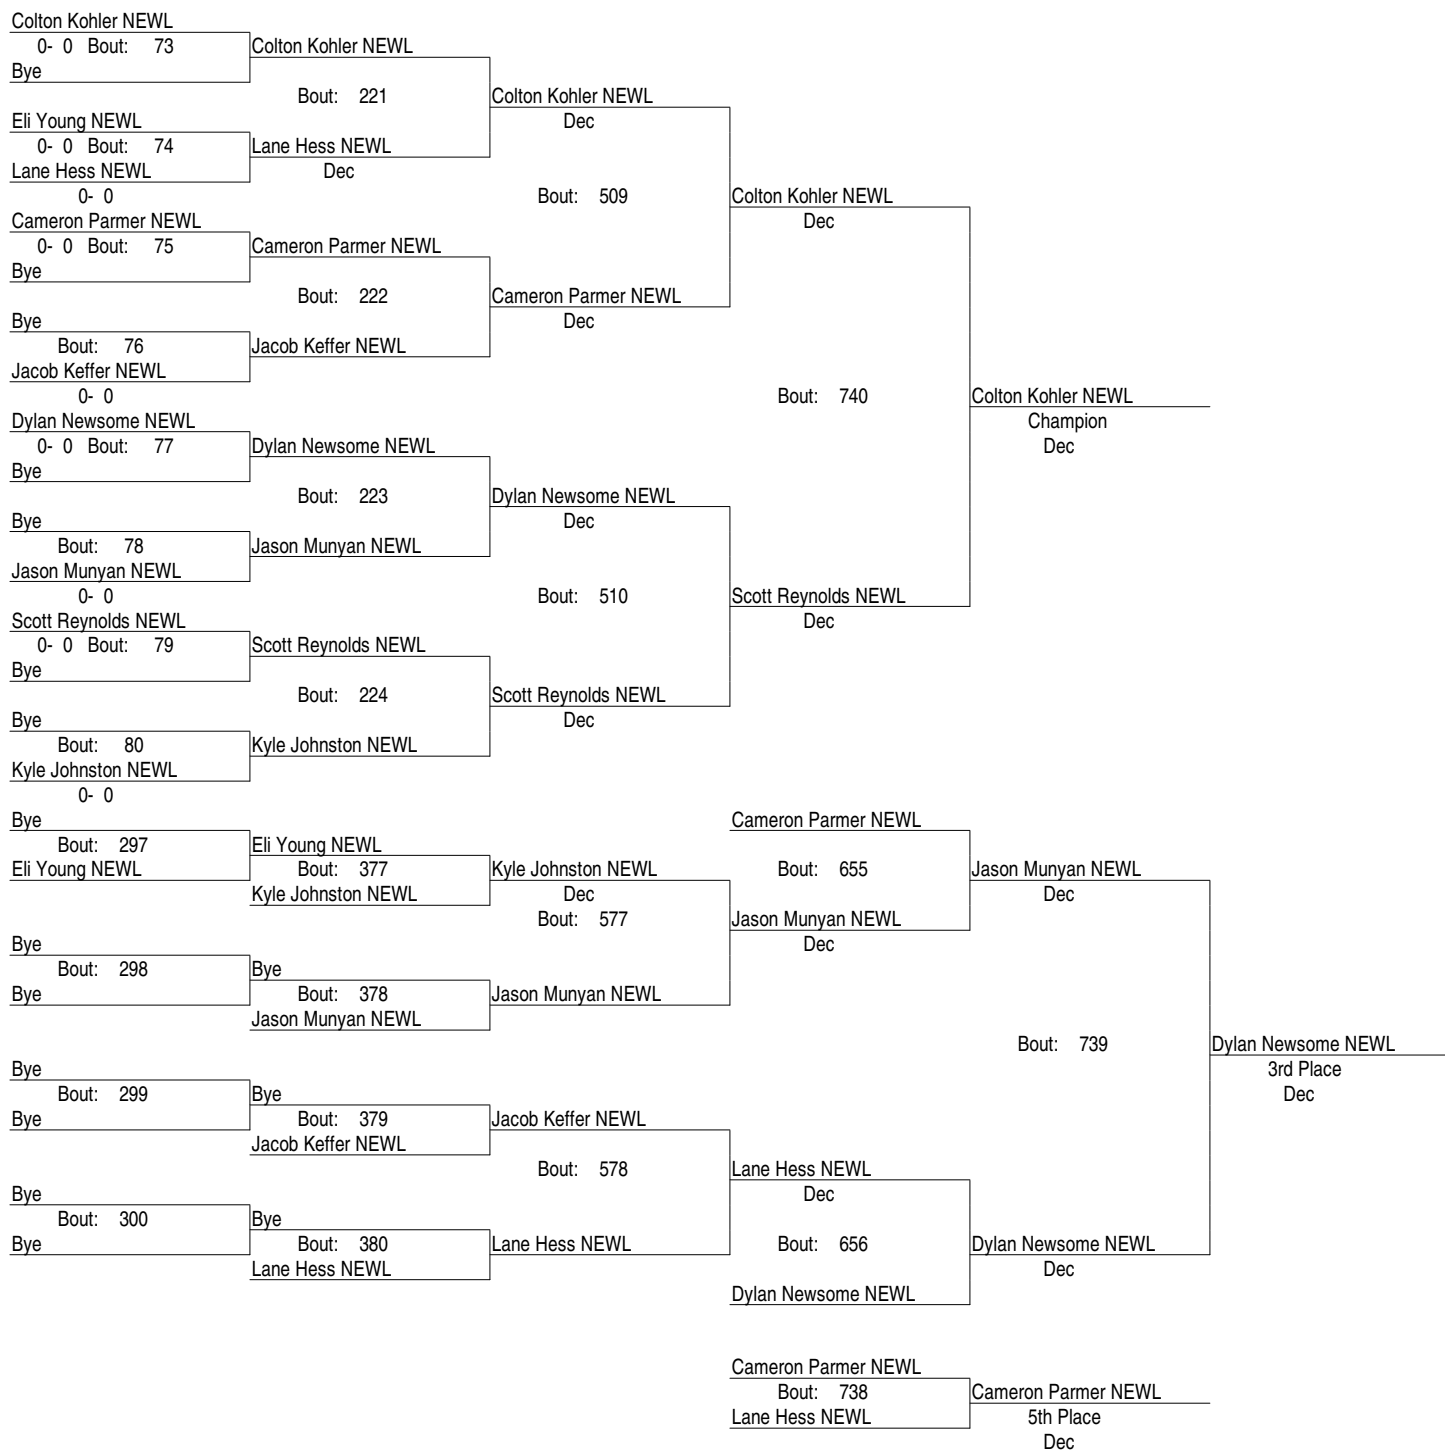 Colton Kohler NEWL
0- 0 Bout: 73 Colton Kohler NEWL
Bye
Bout: 221 Colton Kohler NEWL
Eli Young NEWL Dec
0- 0 Bout: 74 Lane Hess NEWL
Lane Hess NEWL Dec
0- 0 Bout: 509 Colton Kohler NEWL
Cameron Parmer NEWL Dec
0- 0 Bout: 75 Cameron Parmer NEWL
Bye
Bout: 222 Cameron Parmer NEWL
Bye Dec
Bout: 76 Jacob Keffer NEWL
Jacob Keffer NEWL
0- 0 Bout: 740 Colton Kohler NEWL
Dylan Newsome NEWL Champion
0- 0 Bout: 77 Dylan Newsome NEWL Dec
Bye
Bout: 223 Dylan Newsome NEWL
Bye Dec
Bout: 78 Jason Munyan NEWL
Jason Munyan NEWL
0- 0 Bout: 510 Scott Reynolds NEWL
Scott Reynolds NEWL Dec
0- 0 Bout: 79 Scott Reynolds NEWL
Bye
Bout: 224 Scott Reynolds NEWL
Bye Dec
Bout: 80 Kyle Johnston NEWL
Kyle Johnston NEWL
0- 0
Bye Cameron Parmer NEWL
Bout: 297 Eli Young NEWL
Eli Young NEWL Bout: 377 Kyle Johnston NEWL Bout: 655 Jason Munyan NEWL
Kyle Johnston NEWL Dec Dec
Bout: 577 Jason Munyan NEWL
Bye Dec
Bout: 298 Bye
Bye Bout: 378 Jason Munyan NEWL
Jason Munyan NEWL
Bout: 739 Dylan Newsome NEWL
Bye 3rd Place
Bout: 299 Bye Dec
Bye Bout: 379 Jacob Keffer NEWL
Jacob Keffer NEWL
Bout: 578 Lane Hess NEWL
Bye Dec
Bout: 300 Bye
Bye Bout: 380 Lane Hess NEWL Bout: 656 Dylan Newsome NEWL
Lane Hess NEWL Dec
Dylan Newsome NEWL
Cameron Parmer NEWL
Bout: 738 Cameron Parmer NEWL
Lane Hess NEWL 5th Place
Dec